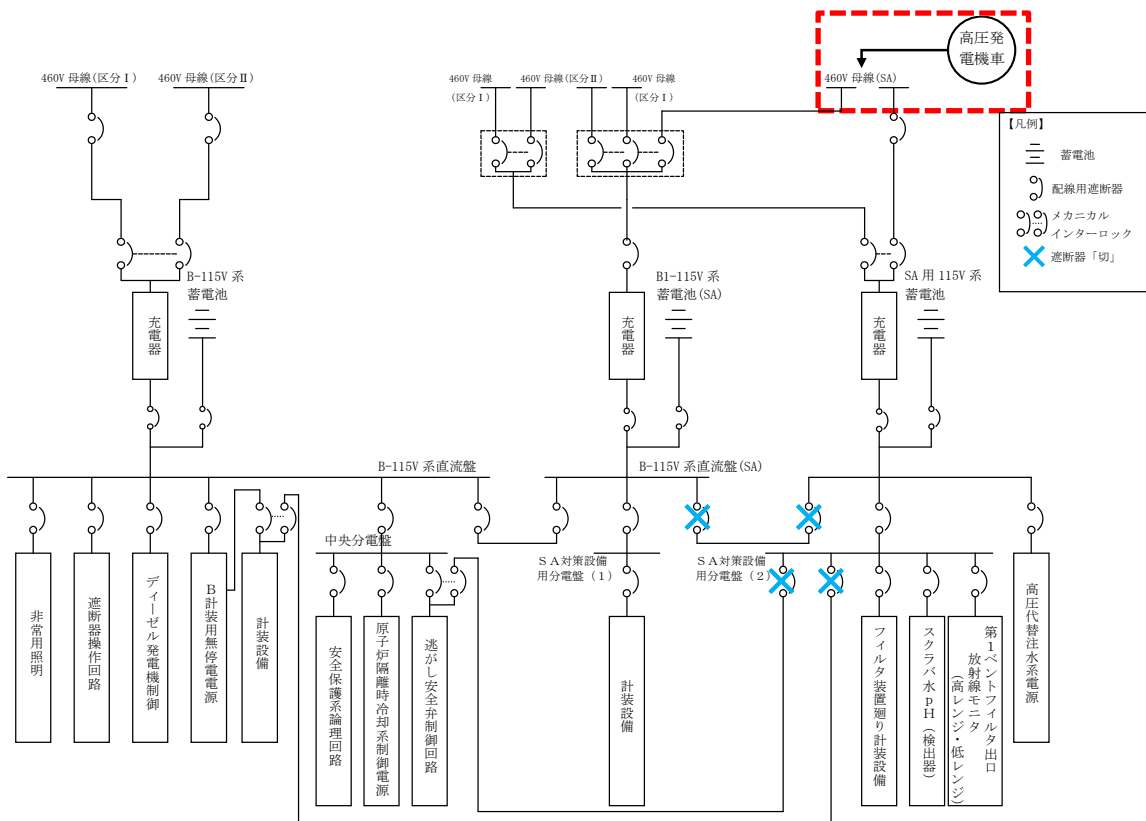 高圧発
電機車
460V 母線(区分Ⅰ)
460V 母線(区分Ⅱ)
460V 母線
(区分Ⅰ)
460V 母線(区分Ⅱ)
460V 母線
(区分Ⅰ)
460V 母線(SA)
【凡例】
蓄電池
配線用遮断器
メカニカル
インターロック
遮断器「切」
B-115V 系
蓄電池
充電器
B1-115V 系
蓄電池(SA)
充電器
SA 用 115V 系
蓄電池
充電器
B-115V 系直流盤
B-115V 系直流盤(SA)
中央分電盤
SA対策設備
用分電盤(1)
SA対策設備
用分電盤(2)
非常用照明
遮断器操作回路
ディーゼル発電機制御
B計装用無停電電源
計装設備
安全保護系論理回路
原子炉隔離時冷却系制御電源
逃がし安全弁制御回路
計装設備
フィルタ装置廻り計装設備
スクラバ水pH(検出器)
第1ベントフィルタ出口
放射線モニタ
(高レンジ・低レンジ)
高圧代替注水系電源